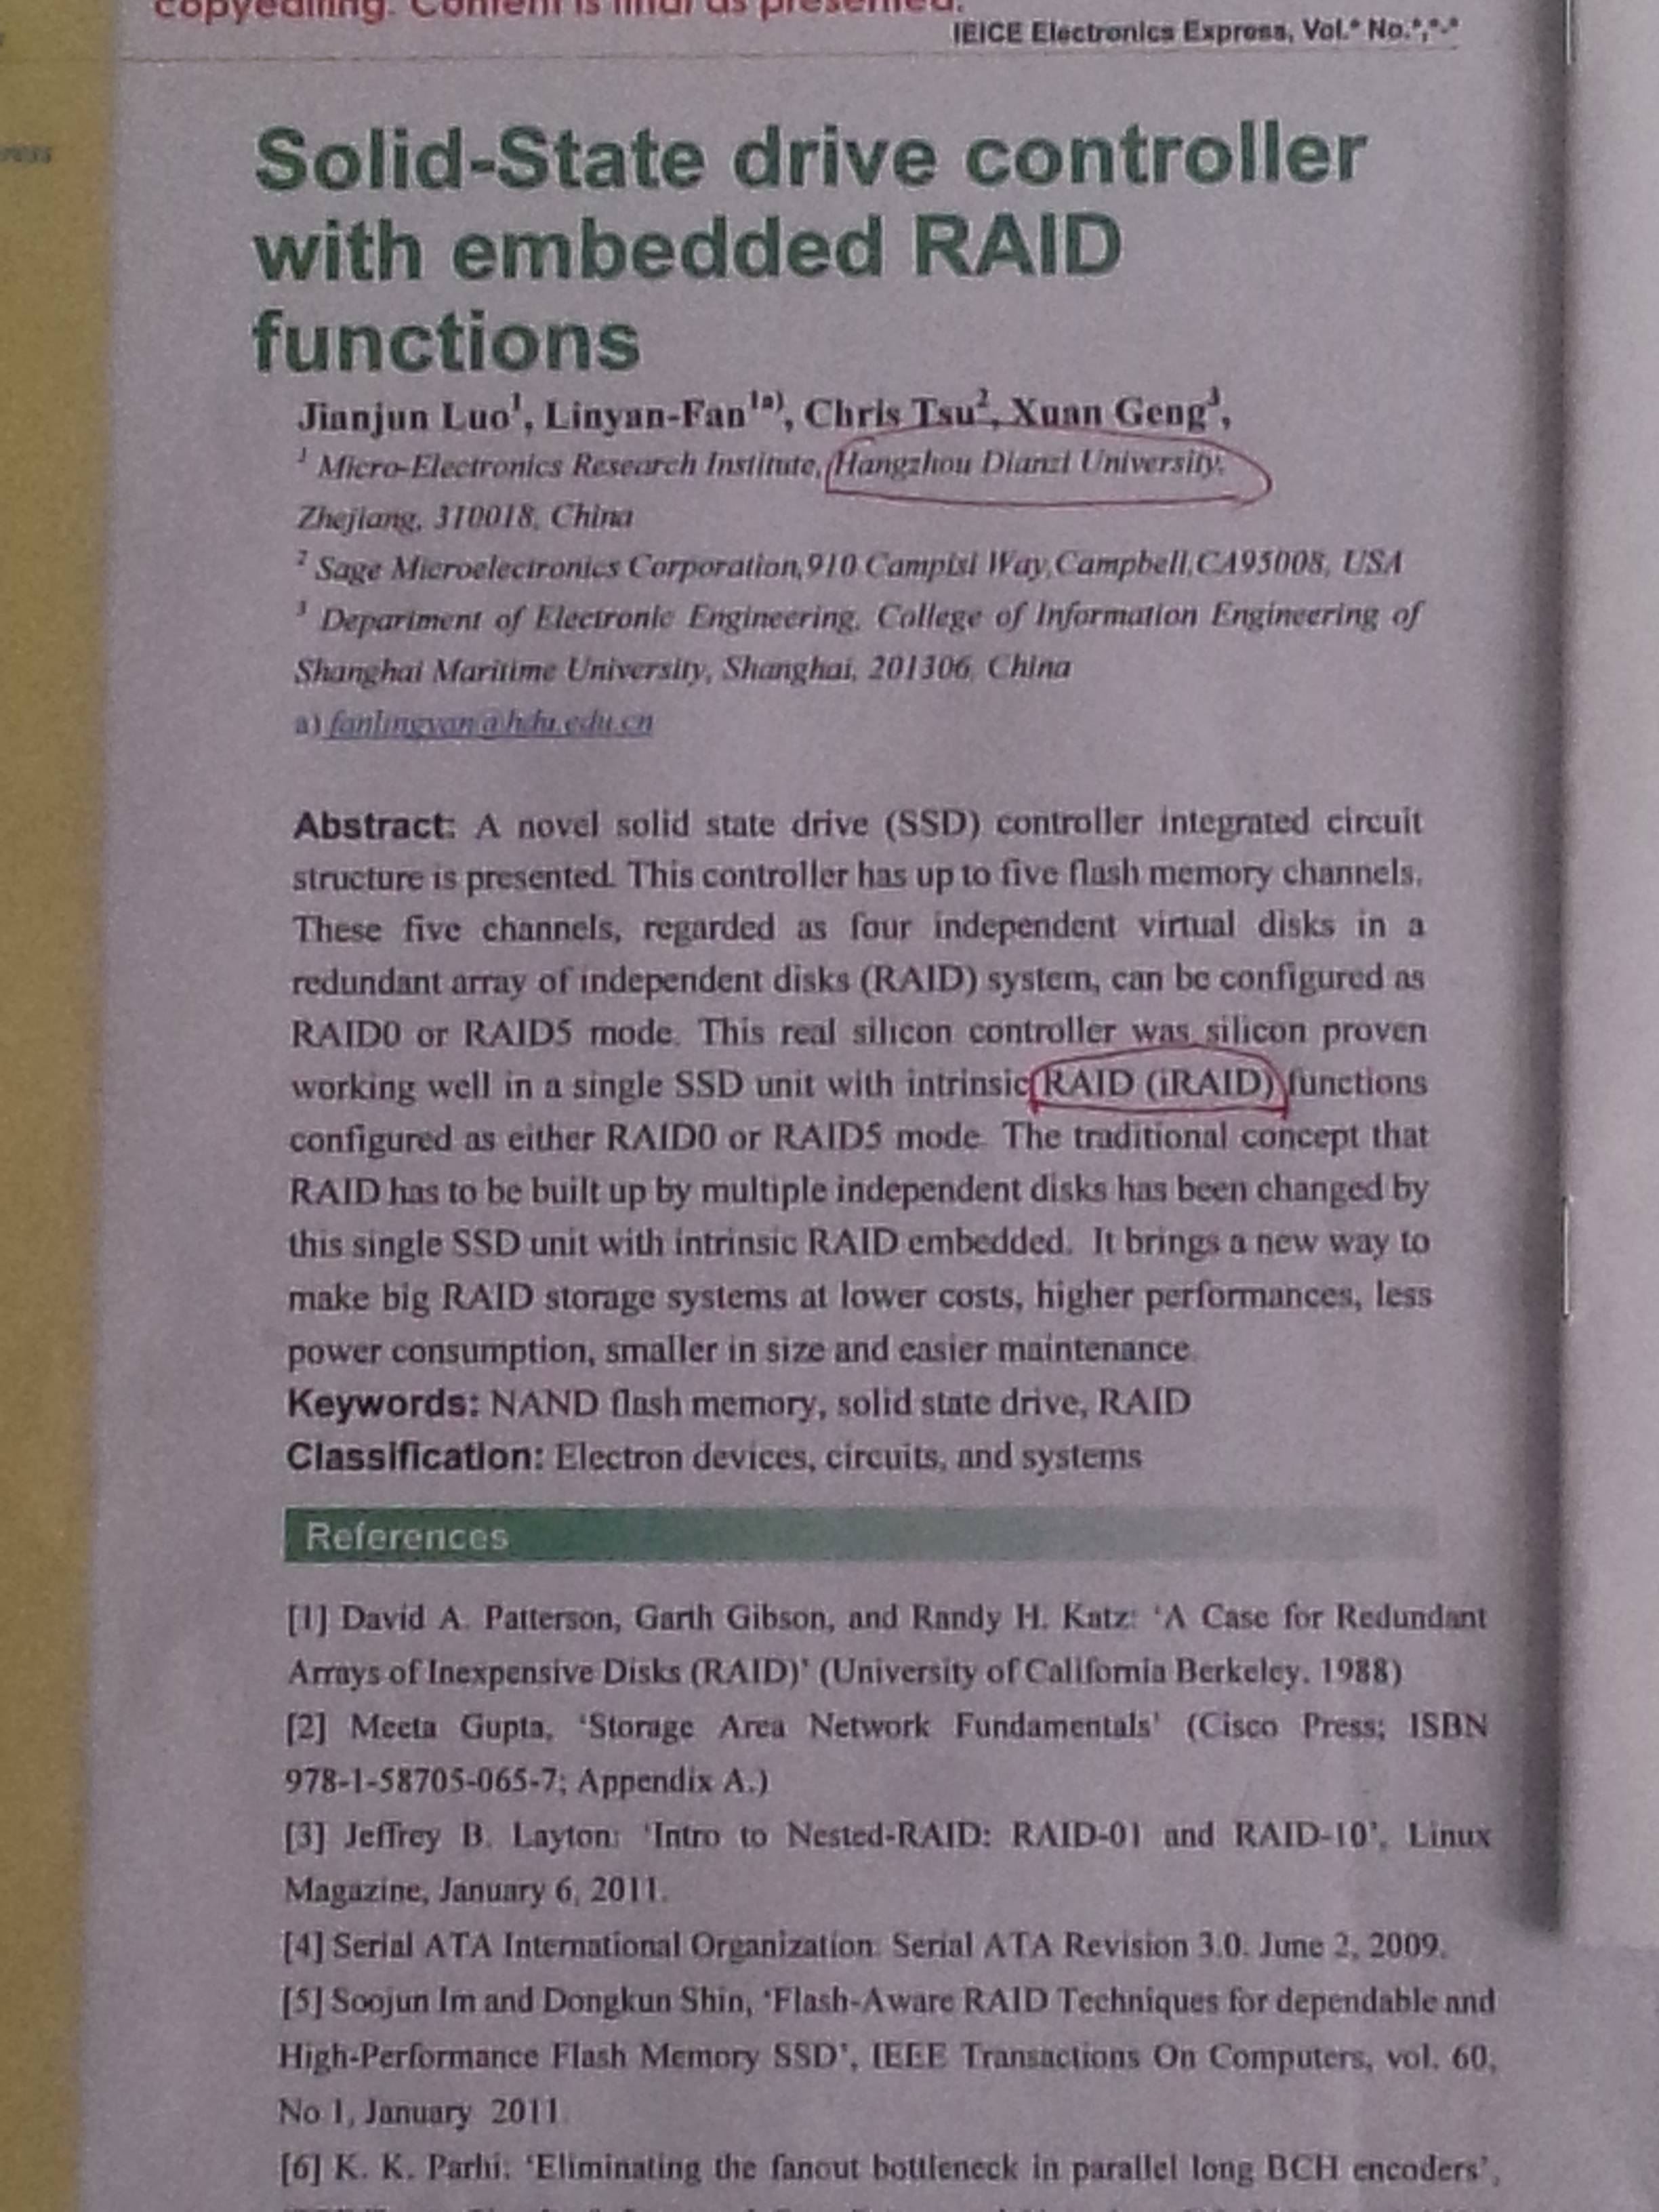 copyediting. Content is final as presented.
IEICE Electronics Express, Vol.* No.*,*-*
Solid-State drive controller
with embedded RAID
functions
Jianjun Luo1, Linyan-Fan1a), Chris Tsu2, Xuan Geng3,
1 Micro-Electronics Research Institute, Hangzhou Dianzi University,
Zhejiang, 310018, China
2 Sage Microelectronics Corporation,910 Campisi Way,Campbell,CA95008, USA
3 Department of Electronic Engineering, College of Information Engineering of
Shanghai Maritime University, Shanghai, 201306, China
a) fanlingyan@hdu.edu.cn
Abstract: A novel solid state drive (SSD) controller integrated circuit
structure is presented. This controller has up to five flash memory channels.
These five channels, regarded as four independent virtual disks in a
redundant array of independent disks (RAID) system, can be configured as
RAID0 or RAID5 mode. This real silicon controller was silicon proven
working well in a single SSD unit with intrinsic RAID (iRAID) functions
configured as either RAID0 or RAID5 mode. The traditional concept that
RAID has to be built up by multiple independent disks has been changed by
this single SSD unit with intrinsic RAID embedded. It brings a new way to
make big RAID storage systems at lower costs, higher performances, less
power consumption, smaller in size and easier maintenance.
Keywords: NAND flash memory, solid state drive, RAID
Classification: Electron devices, circuits, and systems
References
[1] David A. Patterson, Garth Gibson, and Randy H. Katz: ‘A Case for Redundant
Arrays of Inexpensive Disks (RAID)’ (University of California Berkeley. 1988)
[2] Meeta Gupta, ‘Storage Area Network Fundamentals’ (Cisco Press; ISBN
978-1-58705-065-7; Appendix A.)
[3] Jeffrey B. Layton: ‘Intro to Nested-RAID: RAID-01 and RAID-10’, Linux
Magazine, January 6, 2011.
[4] Serial ATA International Organization. Serial ATA Revision 3.0. June 2, 2009.
[5] Soojun Im and Dongkun Shin, ‘Flash-Aware RAID Techniques for dependable and
High-Performance Flash Memory SSD’, IEEE Transactions On Computers, vol. 60,
No 1, January 2011.
[6] K. K. Parhi: ‘Eliminating the fanout bottleneck in parallel long BCH encoders’,